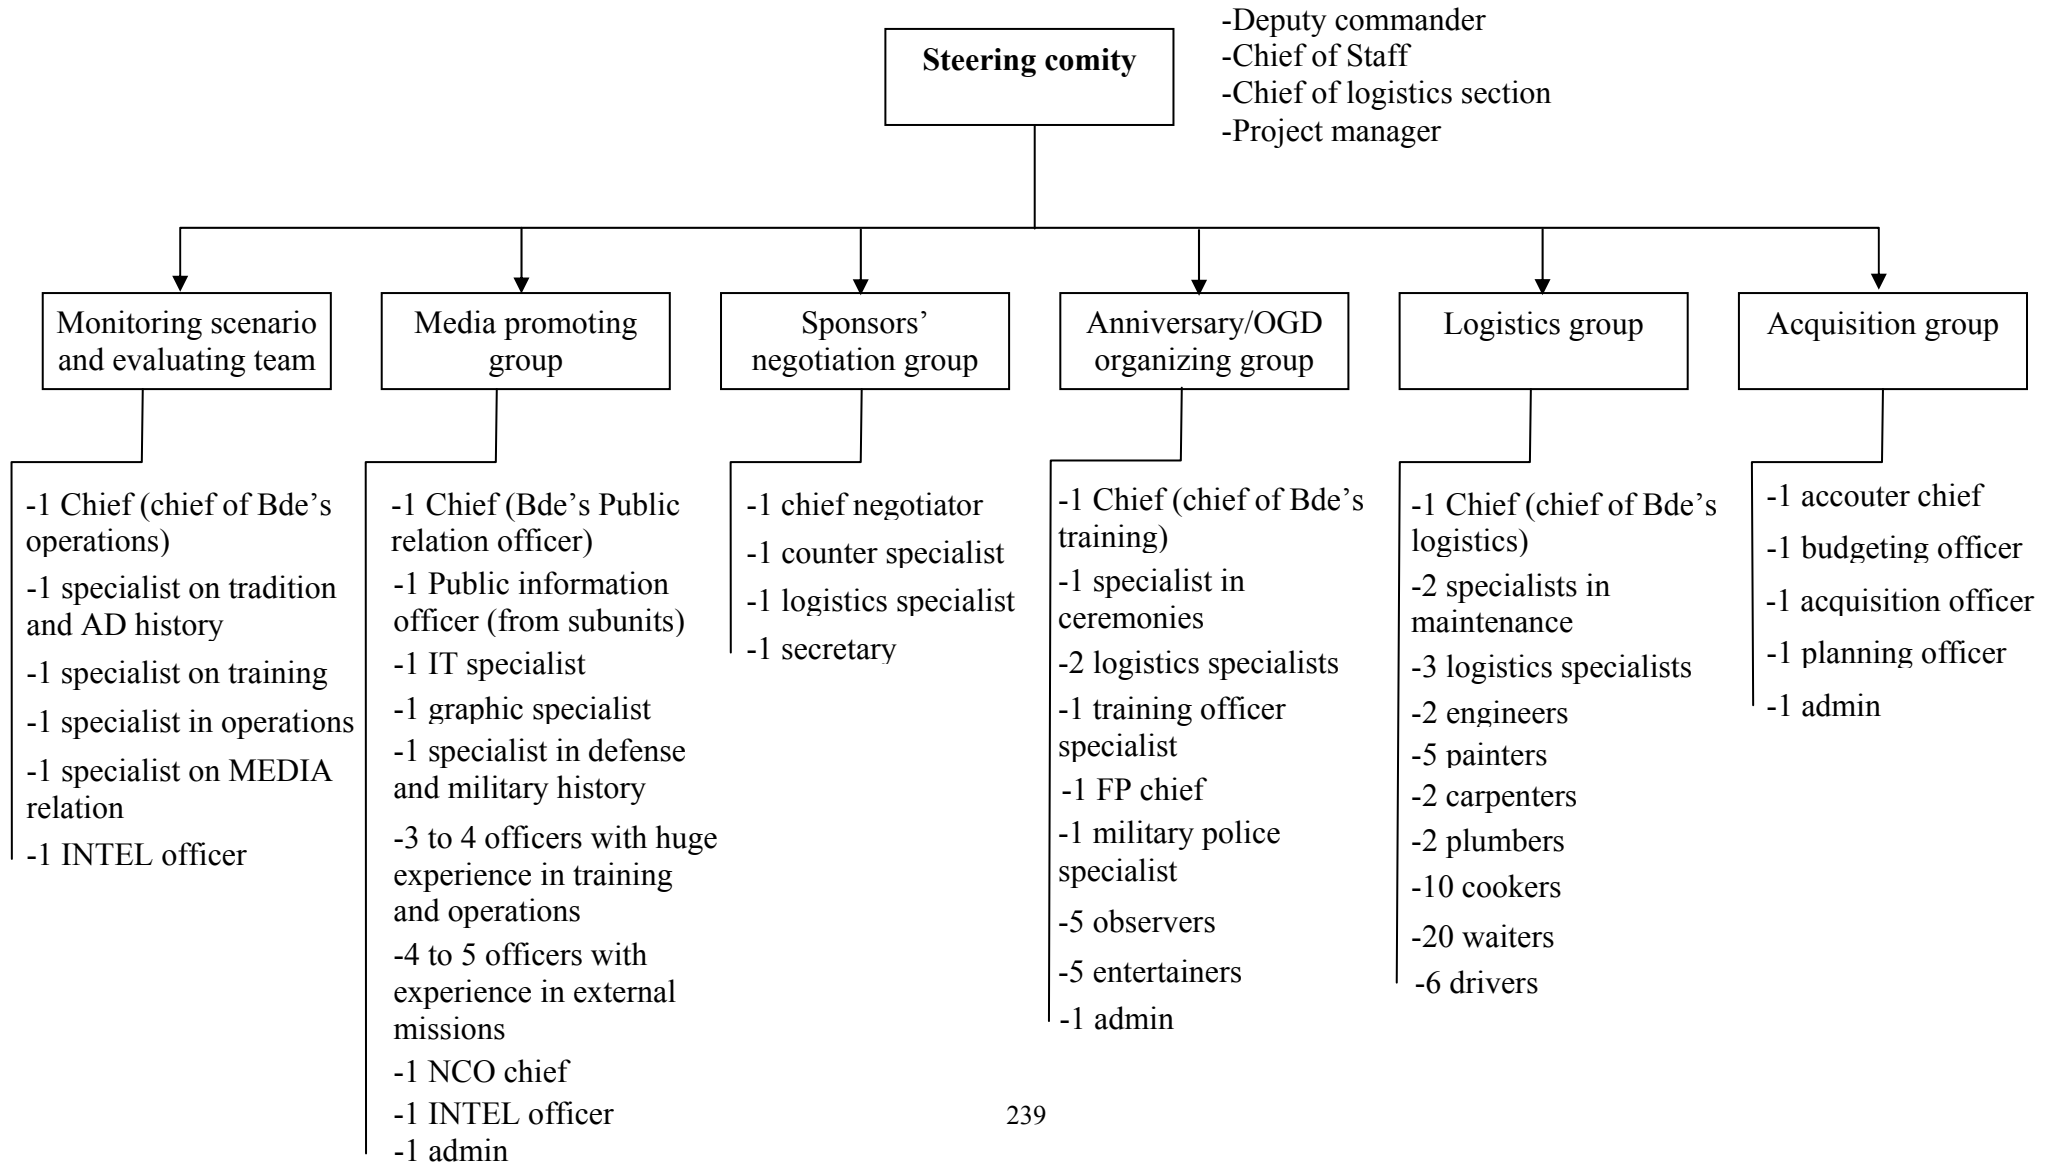 Steering comity
-Deputy commander
-Chief of Staff
-Chief of logistics section
-Project manager
Monitoring scenario
and evaluating team
Media promoting
group
Sponsors’
negotiation group
Anniversary/OGD
organizing group
Logistics group
Acquisition group
-1 Chief (chief of Bde’s
operations)
-1 specialist on tradition
and AD history
-1 specialist on training
-1 specialist in operations
-1 specialist on MEDIA
relation
-1 INTEL officer
-1 Chief (Bde’s Public
relation officer)
-1 Public information
officer (from subunits)
-1 IT specialist
-1 graphic specialist
-1 specialist in defense
and military history
-3 to 4 officers with huge
experience in training
and operations
-4 to 5 officers with
experience in external
missions
-1 NCO chief
-1 INTEL officer
-1 admin
-1 chief negotiator
-1 counter specialist
-1 logistics specialist
-1 secretary
-1 Chief (chief of Bde’s
training)
-1 specialist in
ceremonies
-2 logistics specialists
-1 training officer
specialist
-1 FP chief
-1 military police
specialist
-5 observers
-5 entertainers
-1 admin
-1 Chief (chief of Bde’s
logistics)
-2 specialists in
maintenance
-3 logistics specialists
-2 engineers
-5 painters
-2 carpenters
-2 plumbers
-10 cookers
-20 waiters
-6 drivers
-1 accouter chief
-1 budgeting officer
-1 acquisition officer
-1 planning officer
-1 admin
239